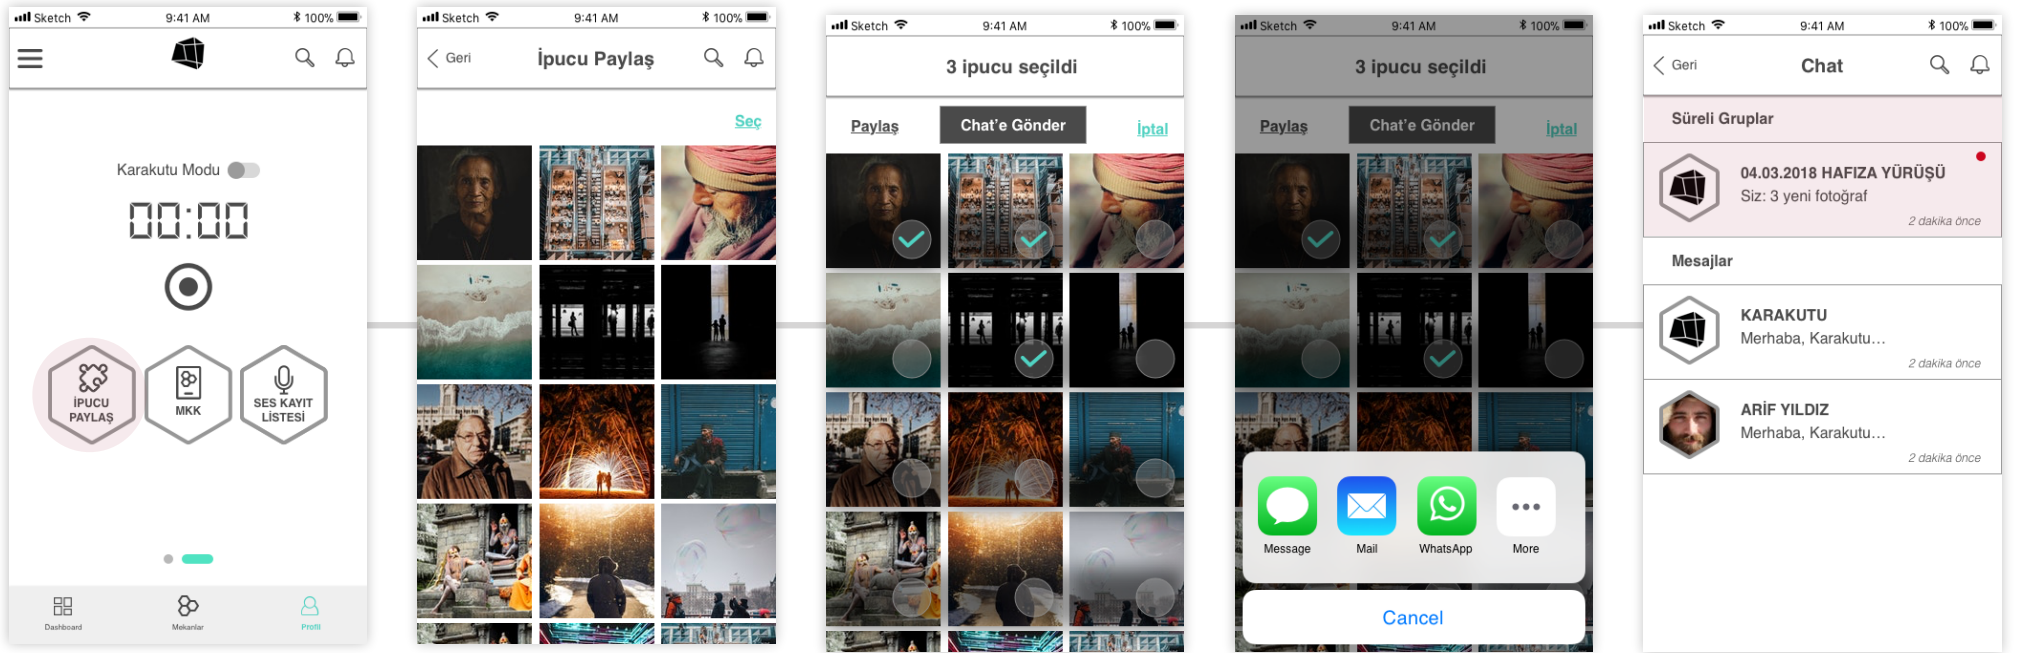 Sketch 9:41 AM 100%
Karakutu Modu
00:00
İPUCU
PAYLAŞ
MKK
SES KAYIT
LİSTESİ
Dashboard Mekanlar Profil
Sketch 9:41 AM 100%
Geri İpucu Paylaş
Seç
Sketch 9:41 AM 100%
3 ipucu seçildi
Paylaş Chat’e Gönder İptal
Sketch 9:41 AM 100%
3 ipucu seçildi
Paylaş Chat’e Gönder İptal
Message Mail WhatsApp More
Cancel
Sketch 9:41 AM 100%
Geri Chat
Süreli Gruplar
04.03.2018 HAFIZA YÜRÜŞÜ
Siz: 3 yeni fotoğraf
2 dakika önce
Mesajlar
KARAKUTU
Merhaba, Karakutu...
2 dakika önce
ARİF YILDIZ
Merhaba, Karakutu...
2 dakika önce